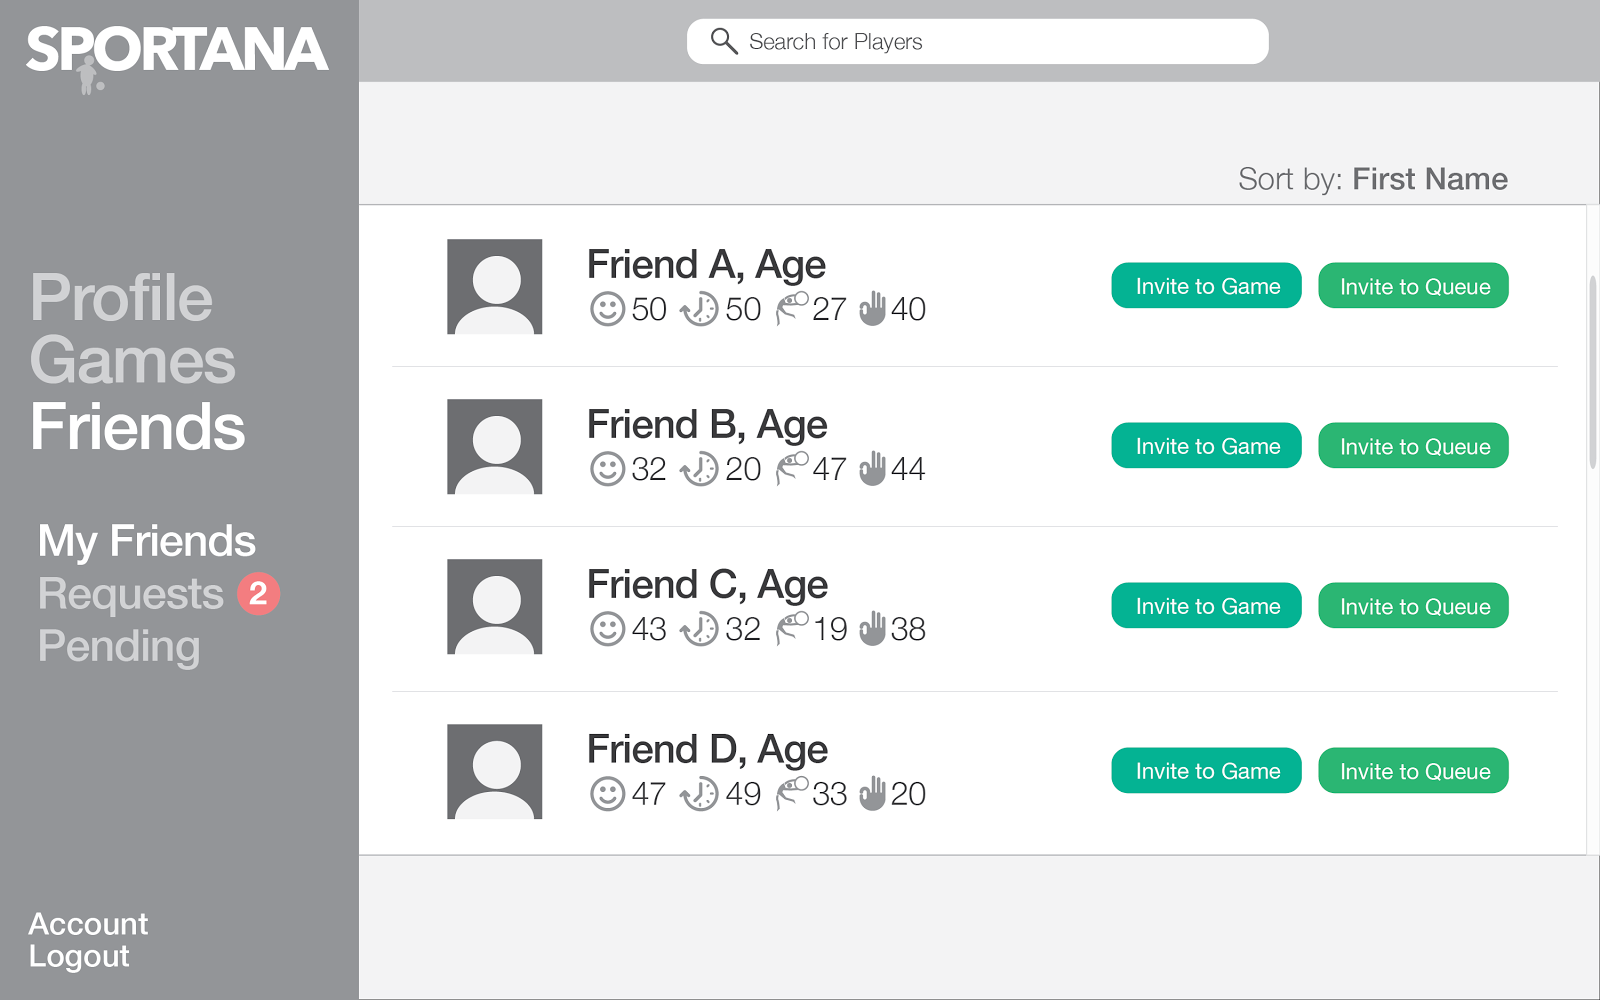 SPORTANA
Search for Players
Profile
Games
Friends
My Friends
Requests 2
Pending
Account
Logout
Sort by: First Name
Friend A, Age
50 50 27 40
Invite to Game Invite to Queue
Friend B, Age
32 20 47 44
Invite to Game Invite to Queue
Friend C, Age
43 32 19 38
Invite to Game Invite to Queue
Friend D, Age
47 49 33 20
Invite to Game Invite to Queue